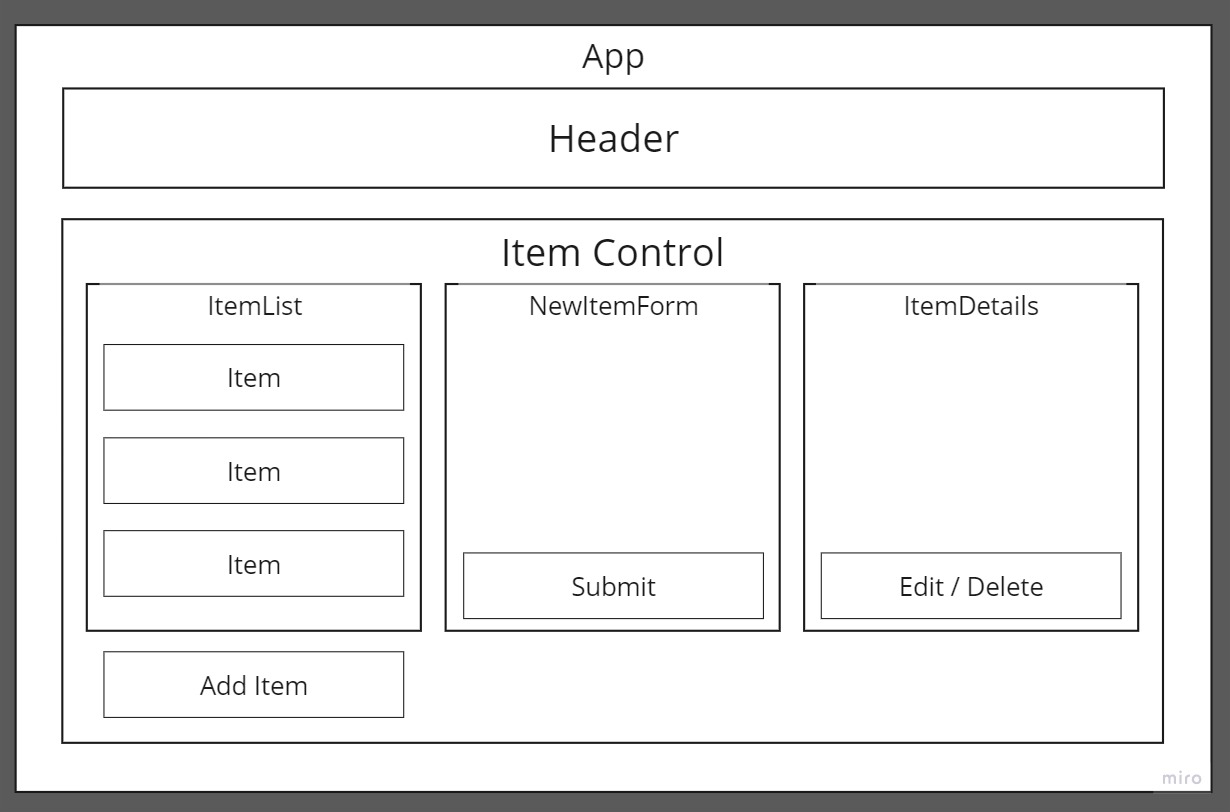 App
Header
Item Control
ItemList
Item
Item
Item
Add Item
NewItemForm
Submit
ItemDetails
Edit / Delete
miro